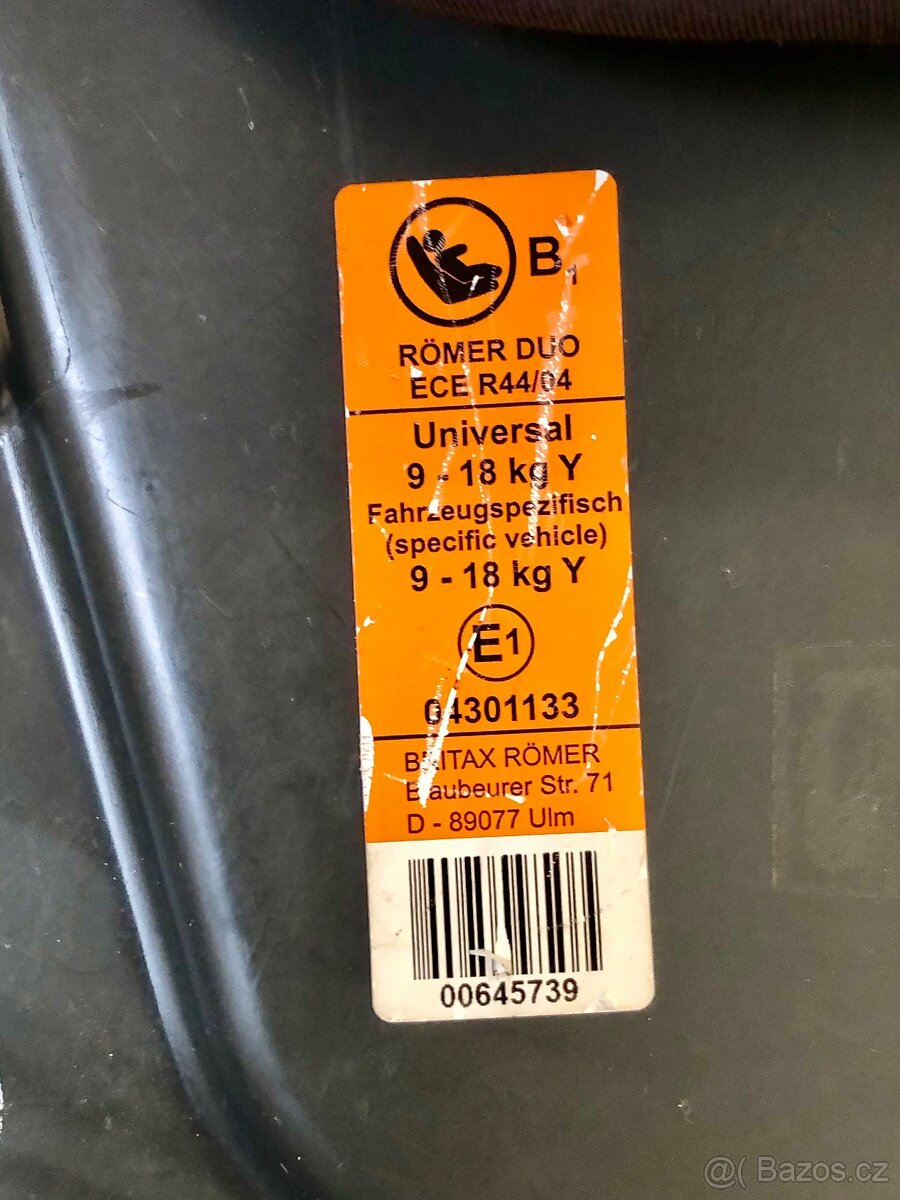 B1
RÖMER DUO
ECE R44/04
Universal
9 - 18 kg Y
Fahrzeugspezifisch
(specific vehicle)
9 - 18 kg Y
E1
04301133
BRITAX RÖMER
Blaubeurer Str. 71
D - 89077 Ulm
00645739
@( Bazos.cz